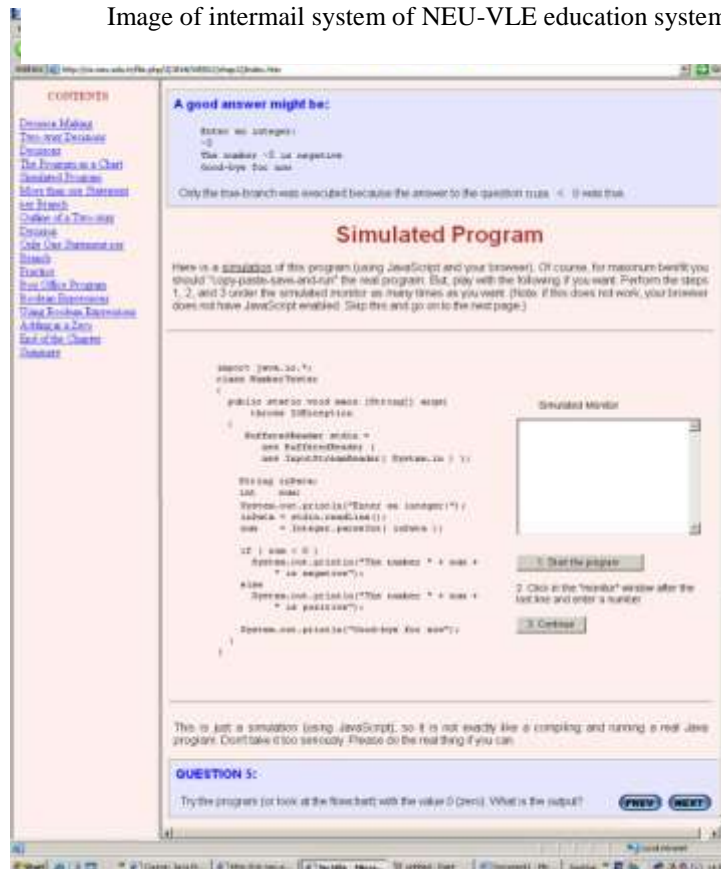 Image of intermail system of NEU-VLE education system
CONTENTS
Decision Making
Two-way Decisions
Decisions
The Program as a Chart
Simulated Program
More than one Statement
per Branch
Outline of a Two-way
Decision
Only One Statement per
Branch
Practice
Box Office Program
Boolean Expressions
Using Boolean Expressions
Adding in a Zero
End of the Chapter
Summary
A good answer might be:
Enter an integer:
The number
is negative
Good-bye for now
Only the true-branch was executed because the answer to the question num < 0 was true.
Simulated Program
Here is a simulation of this program (using JavaScript and your browser). Of course, for maximum benefit you
should "copy-paste-save-and-run" the real program. But, play with the following if you want. Perform the steps
1, 2, and 3 under the simulated monitor as many times as you want. (Note: if this does not work, your browser
does not have JavaScript enabled. Skip this and go on to the next page.)
import java.io.*;
class NumberTester
{
public static void main (String[] args)
throws IOException
{
BufferedReader stdin =
new BufferedReader (
new InputStreamReader( System.in ) );
String inData;
int num;
System.out.println("Enter an integer:");
inData = stdin.readLine();
num = Integer.parseInt( inData );
if ( num < 0 )
System.out.println("The number " + num +
" is negative");
else
System.out.println("The number " + num +
" is positive");
System.out.println("Good-bye for now");
}
}
Simulated Monitor
1. Start the program
2. Click in the "monitor" window after the
last line and enter a number
3. Continue
This is just a simulation (using JavaScript), so it is not exactly like a compiling and running a real Java
program. Don't take it too seriously. Please do the real thing if you can.
QUESTION 5:
Try the program (or look at the flowchart) with the value 0 (zero). What is the output?
PREV NEXT